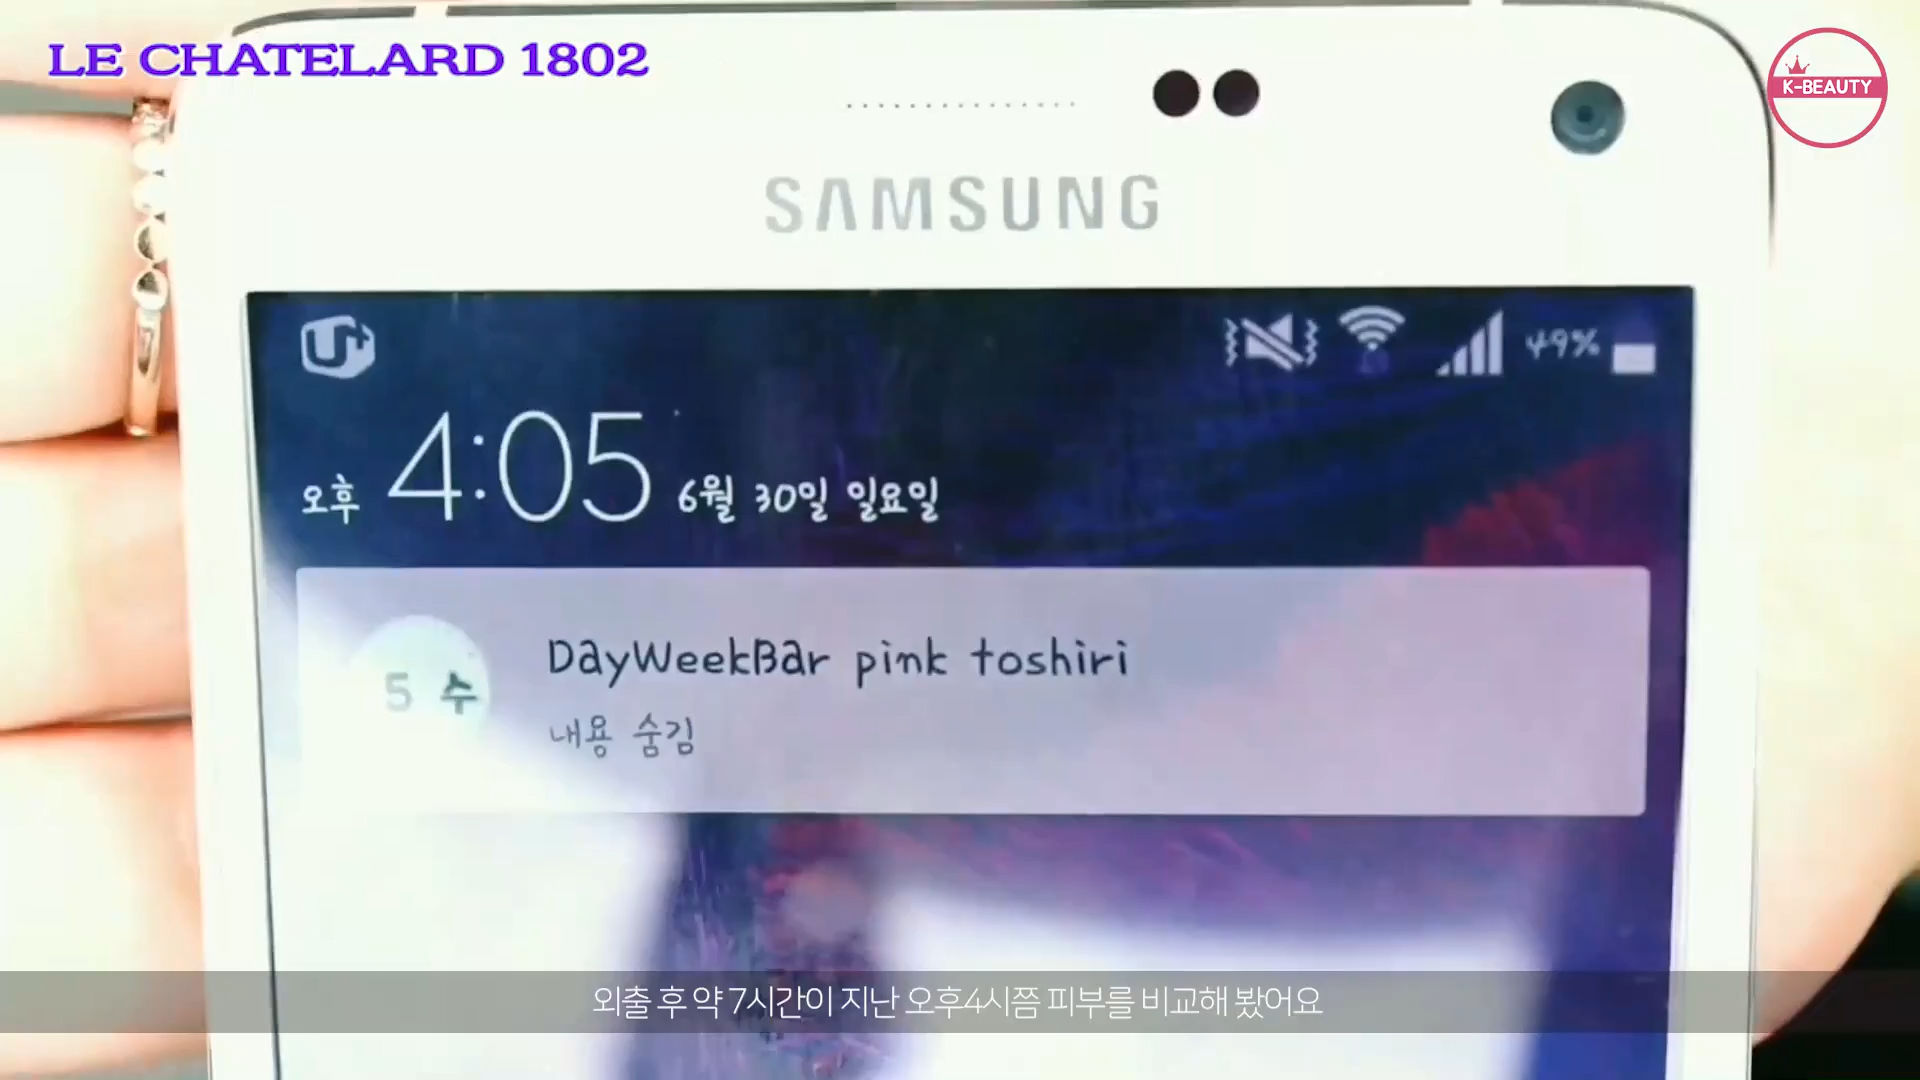 LE CHATELARD 1802
K-BEAUTY
SAMSUNG
U+
49%
오후 4:05 6월 30일 일요일
DayWeekBar pink toshiri
5 수
내용 숨김
외출 후 약 7시간이 지난 오후4시쯤 피부를 비교해 봤어요